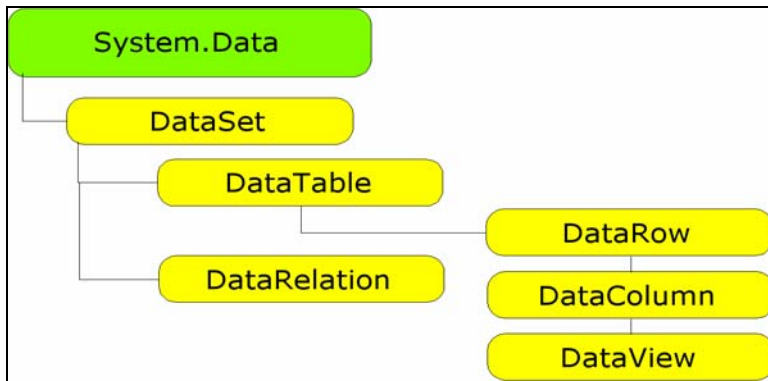 System.Data
DataSet
DataTable
DataRow
DataRelation
DataColumn
DataView